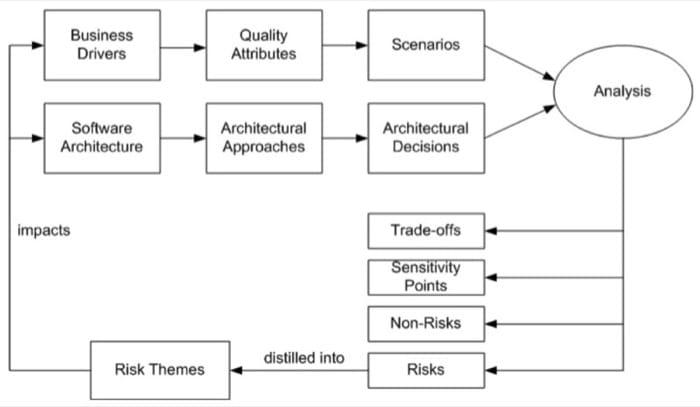 Business
Drivers
Quality
Attributes
Scenarios
Analysis
Software
Architecture
Architectural
Approaches
Architectural
Decisions
impacts
Trade-offs
Sensitivity
Points
Non-Risks
distilled into
Risk Themes
Risks